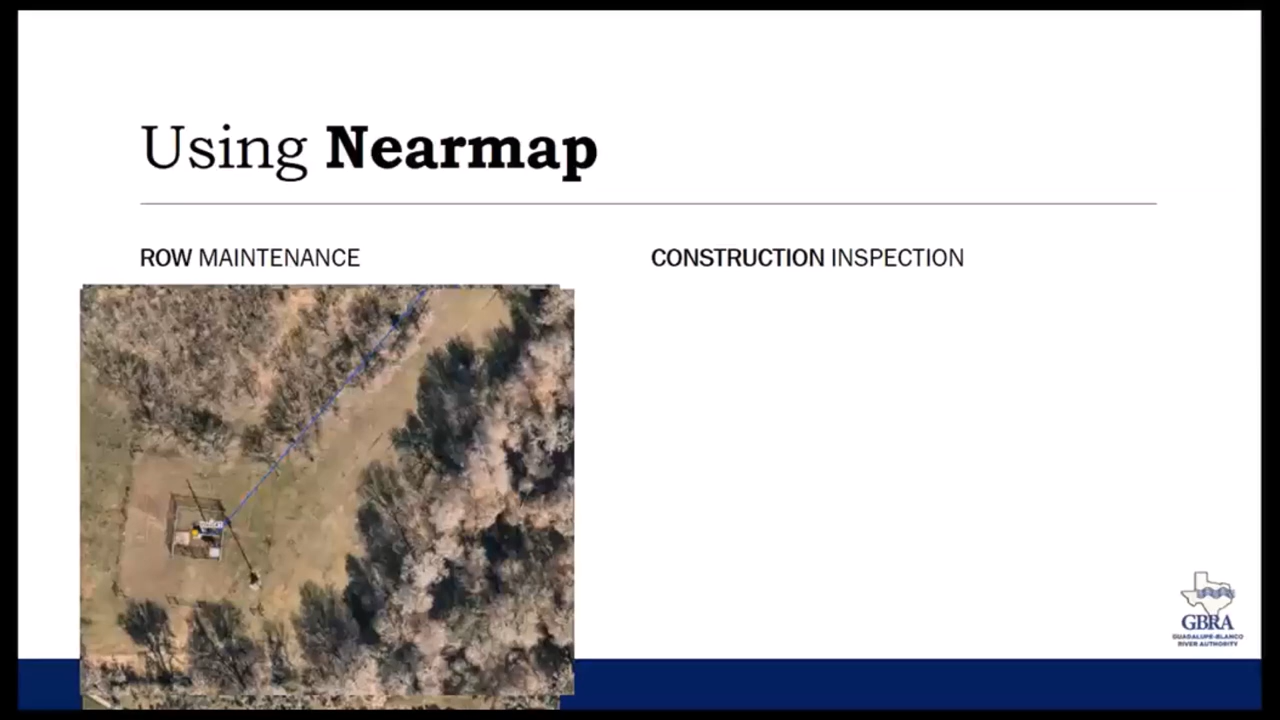 Using Nearmap
ROW MAINTENANCE
CONSTRUCTION INSPECTION
GBRA
GUADALUPE-BLANCO
RIVER AUTHORITY